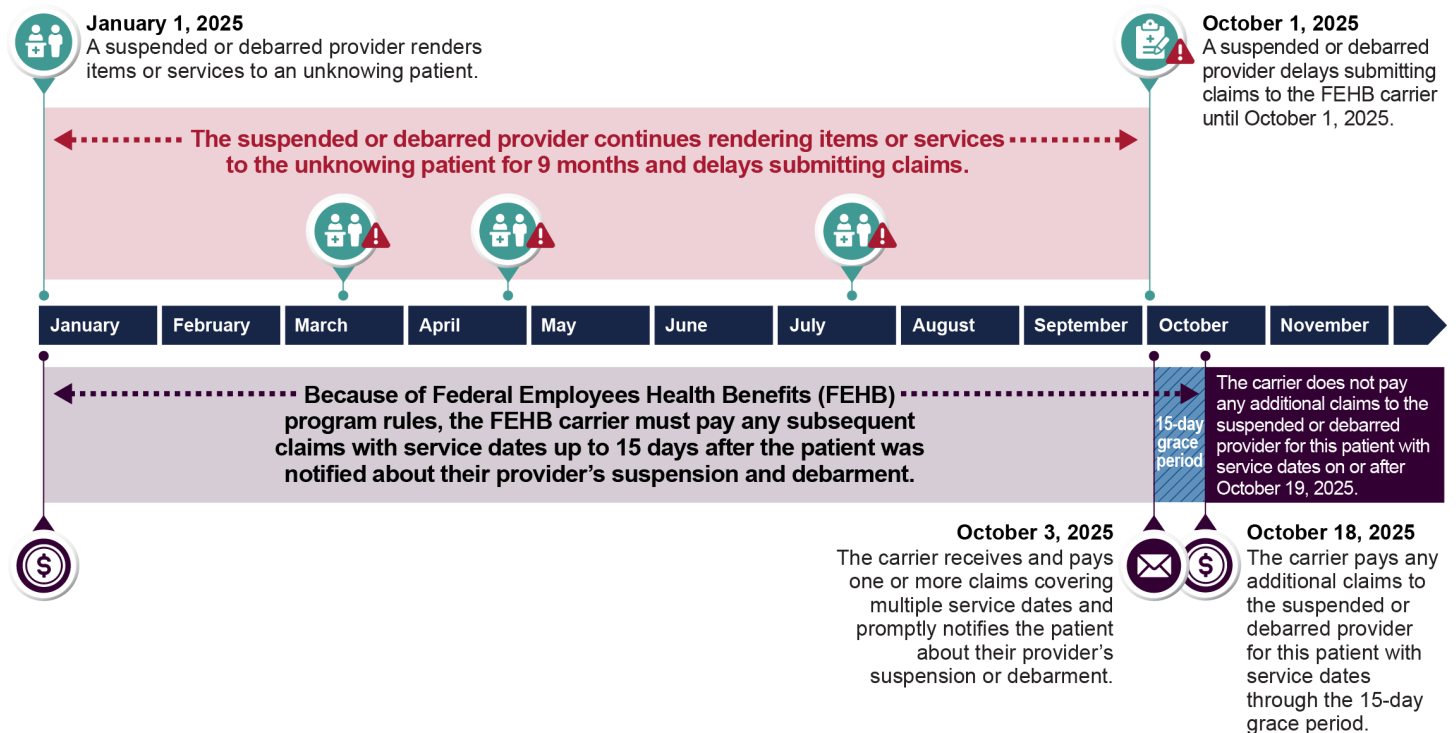 January 1, 2025
A suspended or debarred provider renders
items or services to an unknowing patient.
October 1, 2025
A suspended or debarred
provider delays submitting
claims to the FEHB carrier
until October 1, 2025.
The suspended or debarred provider continues rendering items or services
to the unknowing patient for 9 months and delays submitting claims.
January
February
March
April
May
June
July
August
September
October
November
Because of Federal Employees Health Benefits (FEHB)
program rules, the FEHB carrier must pay any subsequent
claims with service dates up to 15 days after the patient was
notified about their provider’s suspension and debarment.
15-day
grace
period
The carrier does not pay
any additional claims to the
suspended or debarred
provider for this patient with
service dates on or after
October 19, 2025.
$
October 3, 2025
The carrier receives and pays
one or more claims covering
multiple service dates and
promptly notifies the patient
about their provider’s
suspension or debarment.
$
October 18, 2025
The carrier pays any
additional claims to
the suspended or
debarred provider
for this patient with
service dates
through the 15-day
grace period.